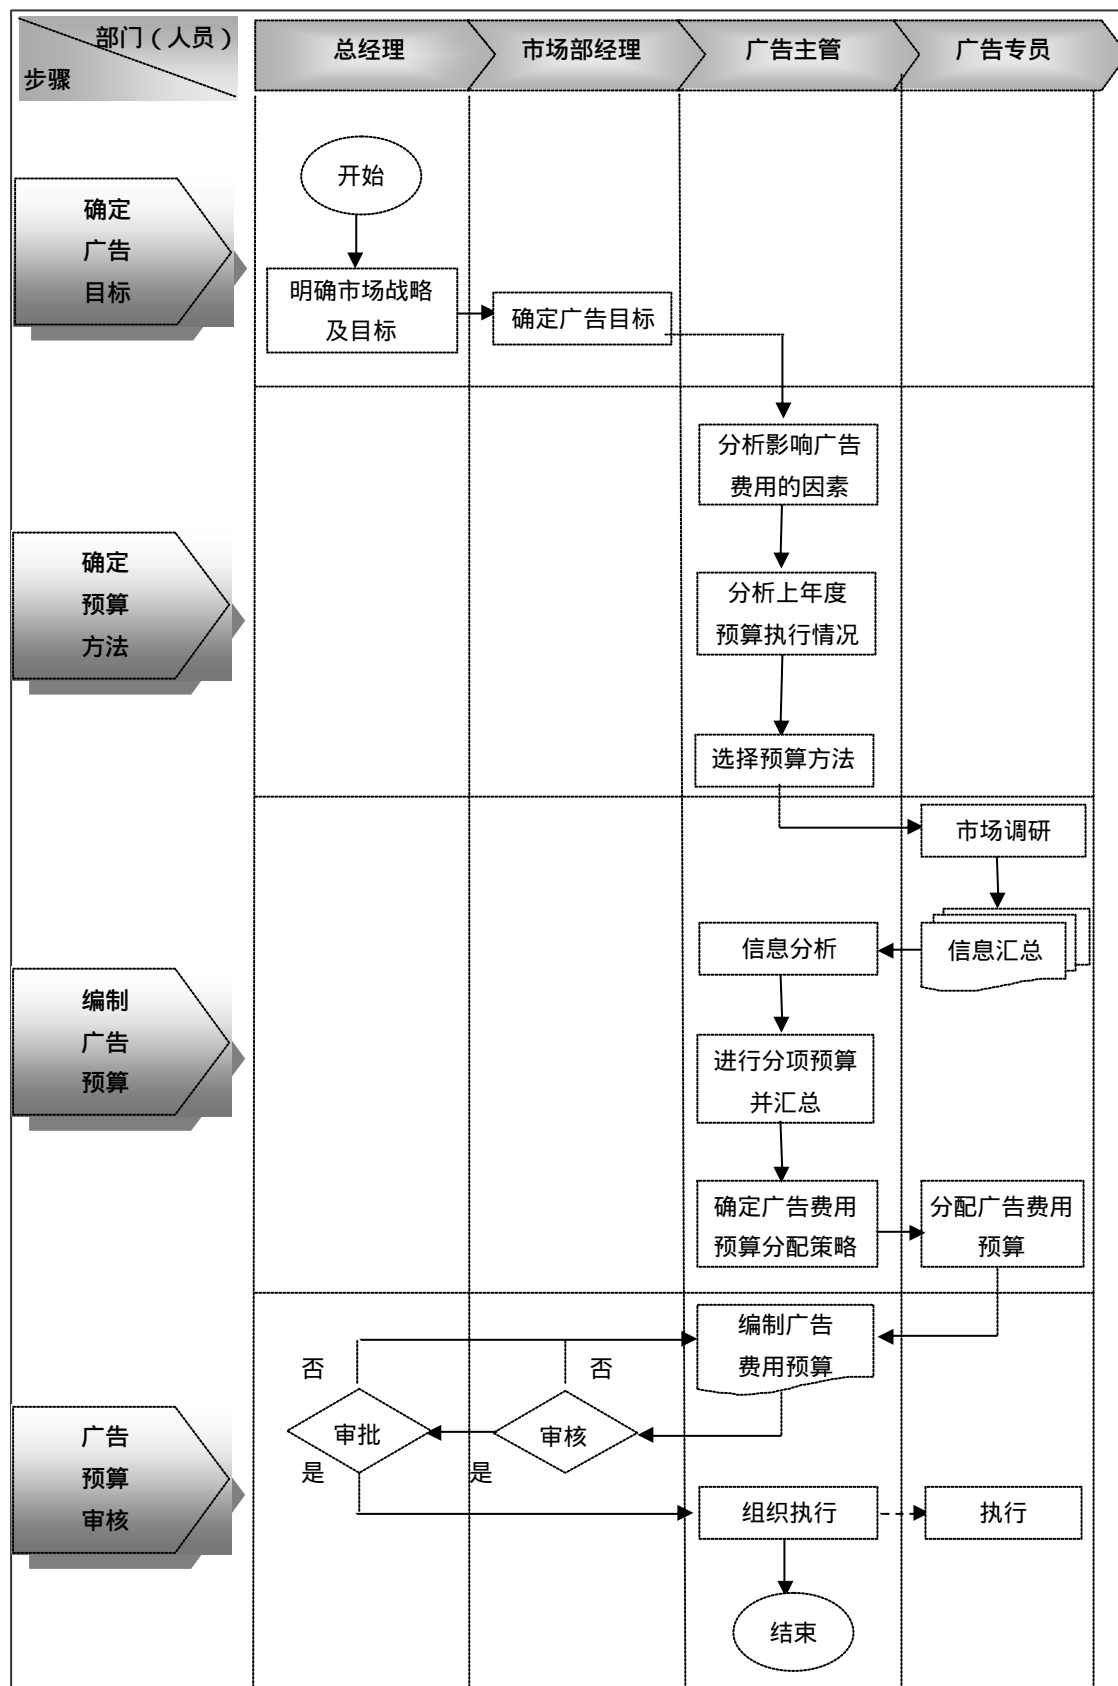 部门（人员）
步骤
总经理
市场部经理
广告主管
广告专员
确定
广告
目标
开始
明确市场战略
及目标
确定广告目标
确定
预算
方法
分析影响广告
费用的因素
分析上年度
预算执行情况
选择预算方法
编制
广告
预算
市场调研
信息汇总
信息分析
进行分项预算
并汇总
确定广告费用
预算分配策略
分配广告费用
预算
广告
预算
审核
编制广告
费用预算
否
否
审批
审核
是
是
组织执行
执行
结束